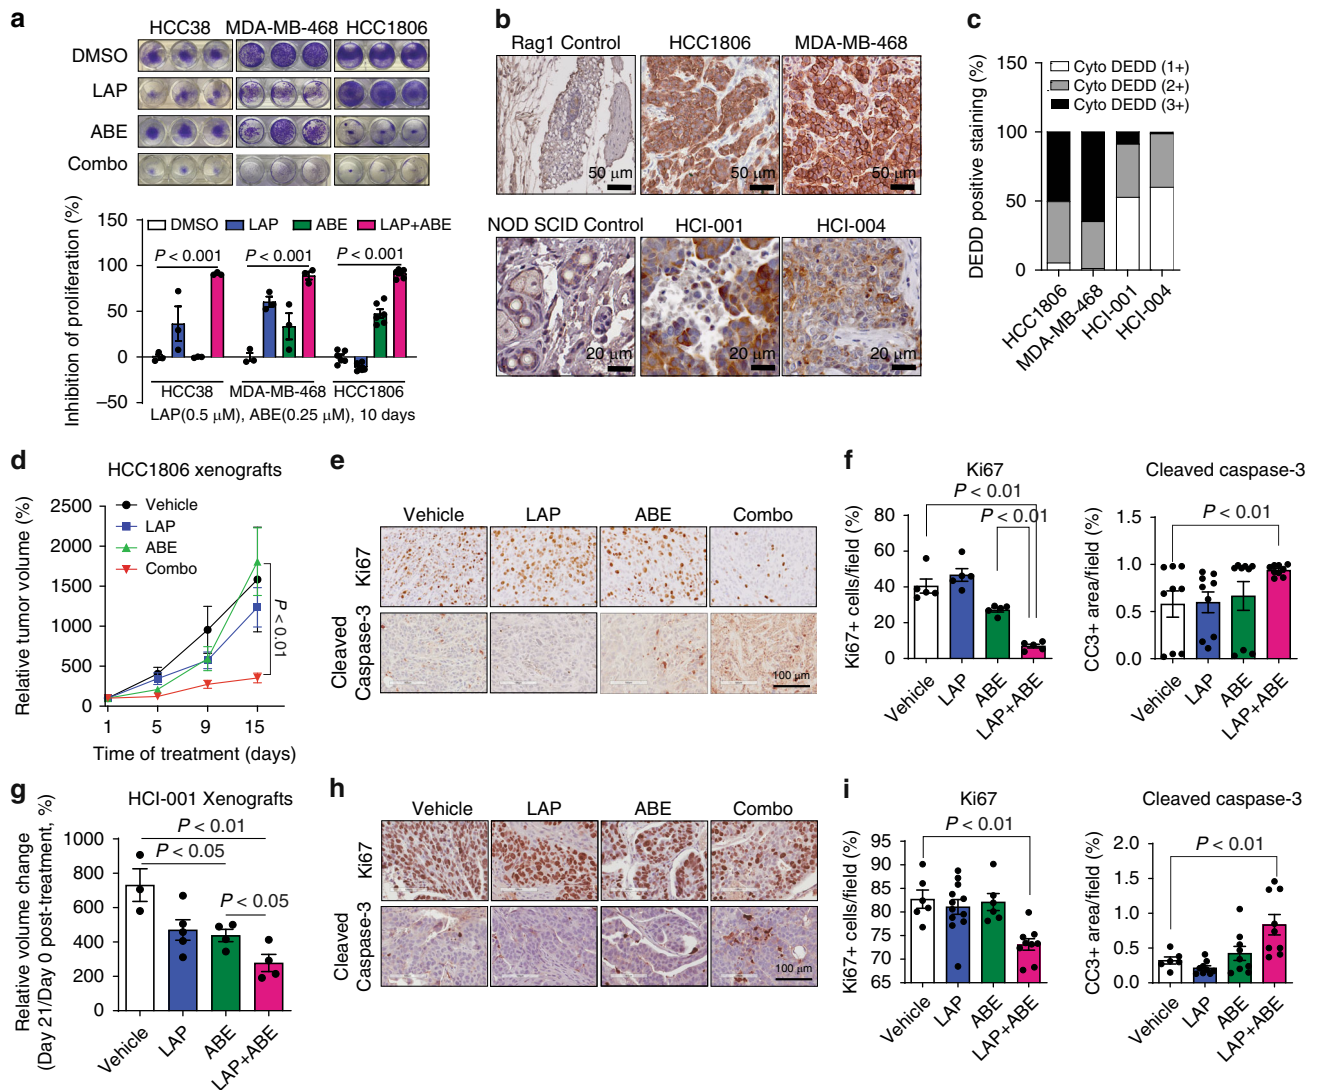 a
HCC38 MDA-MB-468 HCC1806
DMSO
LAP
ABE
Combo
Inhibition of proliferation (%)
150
100
50
0
–50
DMSO LAP ABE LAP+ABE
P < 0.001 P < 0.001 P < 0.001
HCC38 MDA-MB-468 HCC1806
LAP(0.5 μM), ABE(0.25 μM), 10 days
b
Rag1 Control HCC1806 MDA-MB-468
50 μm 50 μm 50 μm
NOD SCID Control HCI-001 HCI-004
20 μm 20 μm 20 μm
c
DEDD positive staining (%)
150
100
50
0
Cyto DEDD (1+)
Cyto DEDD (2+)
Cyto DEDD (3+)
HCC1806
MDA-MB-468
HCI-001
HCI-004
d
HCC1806 xenografts
Relative tumor volume (%)
2500
2000
1500
1000
500
0
Vehicle
LAP
ABE
Combo
P < 0.01
1 5 9 15
Time of treatment (days)
e
Vehicle LAP ABE Combo
Ki67
Cleaved
Caspase-3
100 μm
f
Ki67
P < 0.01
P < 0.01
Ki67+ cells/field (%)
80
60
40
20
0
Vehicle
LAP
ABE
LAP+ABE
Cleaved caspase-3
P < 0.01
CC3+ area/field (%)
1.5
1.0
0.5
0.0
Vehicle
LAP
ABE
LAP+ABE
g
HCI-001 Xenografts
Relative volume change
(Day 21/Day 0 post-treatment, %)
1000
800
600
400
200
0
P < 0.01
P < 0.05
P < 0.05
Vehicle
LAP
ABE
LAP+ABE
h
Vehicle LAP ABE Combo
Ki67
Cleaved
Caspase-3
100 μm
i
Ki67
P < 0.01
Ki67+ cells/field (%)
95
90
85
80
75
70
65
Vehicle
LAP
ABE
LAP+ABE
Cleaved caspase-3
P < 0.01
CC3+ area/field (%)
2.0
1.5
1.0
0.5
0.0
Vehicle
LAP
ABE
LAP+ABE